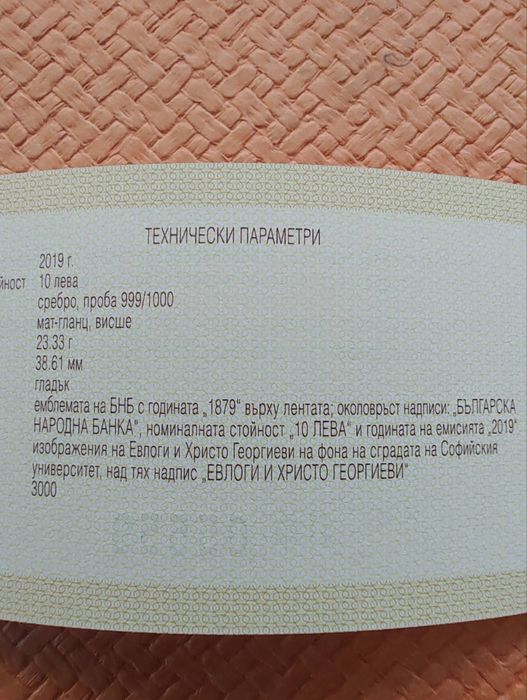 ТЕХНИЧЕСКИ ПАРАМЕТРИ
2019 г.
йност 10 лева
сребро, проба 999/1000
мат-гланц, висше
23.33 г
38.61 мм
гладък
емблемата на БНБ с годината „1879" върху лентата; околовръст надписи: „БЪЛГАРСКА
НАРОДНА БАНКА", номиналната стойност „10 ЛЕВА" и годината на емисията „2019"
изображения на Евлоги и Христо Георгиеви на фона на сградата на Софийския
университет, над тях надпис „ЕВЛОГИ И ХРИСТО ГЕОРГИЕВИ"
3000